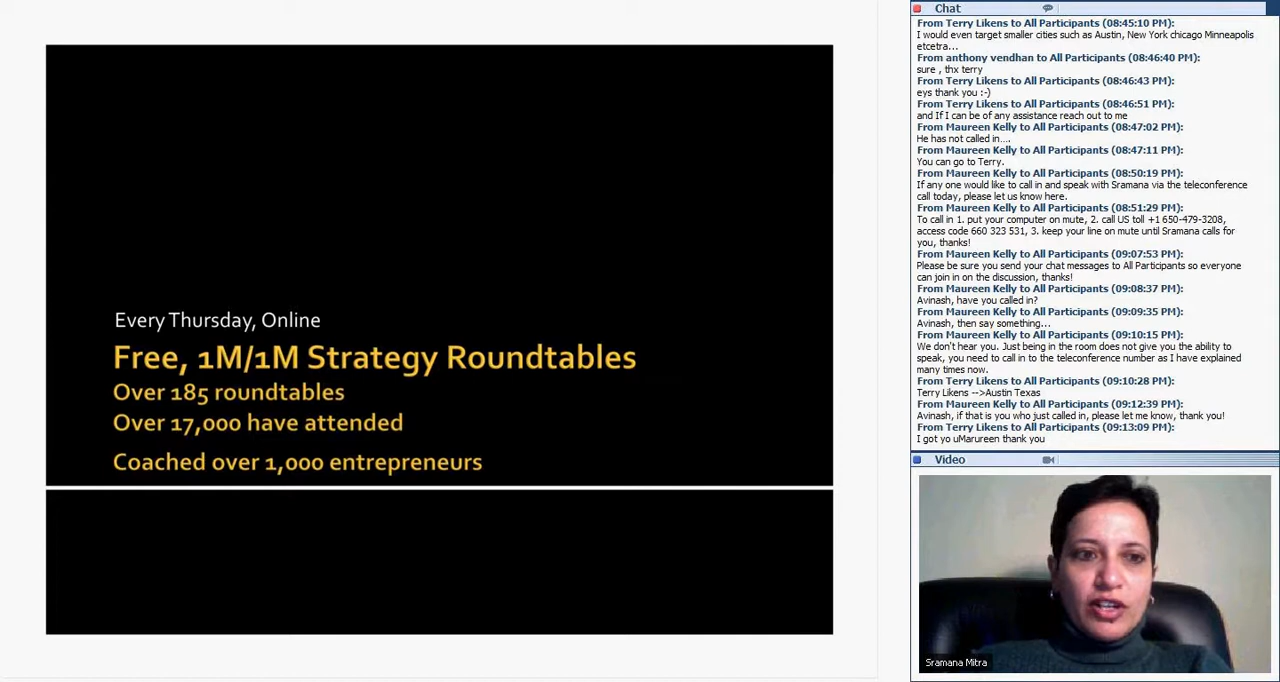 Every Thursday, Online
Free, 1M/1M Strategy Roundtables
Over 185 roundtables
Over 17,000 have attended
Coached over 1,000 entrepreneurs
Chat
From Terry Likens to All Participants (08:45:10 PM):
I would even target smaller cities such as Austin, New York chicago Minneapolis
etcetra...
From anthony vendhan to All Participants (08:46:40 PM):
sure , thx terry
From Terry Likens to All Participants (08:46:43 PM):
eys thank you :-)
From Terry Likens to All Participants (08:46:51 PM):
and If I can be of any assistance reach out to me
From Maureen Kelly to All Participants (08:47:02 PM):
He has not called in....
From Maureen Kelly to All Participants (08:47:11 PM):
You can go to Terry.
From Maureen Kelly to All Participants (08:50:19 PM):
If any one would like to call in and speak with Sramana via the teleconference
call today, please let us know here.
From Maureen Kelly to All Participants (08:51:29 PM):
To call in 1. put your computer on mute, 2. call US toll +1 650-479-3208,
access code 660 323 531, 3. keep your line on mute until Sramana calls for
you, thanks!
From Maureen Kelly to All Participants (09:07:53 PM):
Please be sure you send your chat messages to All Participants so everyone
can join in on the discussion, thanks!
From Maureen Kelly to All Participants (09:08:37 PM):
Avinash, have you called in?
From Maureen Kelly to All Participants (09:09:35 PM):
Avinash, then say something...
From Maureen Kelly to All Participants (09:10:15 PM):
We don't hear you. Just being in the room does not give you the ability to
speak, you need to call in to the teleconference number as I have explained
many times now.
From Terry Likens to All Participants (09:10:28 PM):
Terry Likens -->Austin Texas
From Maureen Kelly to All Participants (09:12:39 PM):
Avinash, if that is you who just called in, please let me know, thank you!
From Terry Likens to All Participants (09:13:09 PM):
I got yo uMarureen thank you
Video
Sramana Mitra